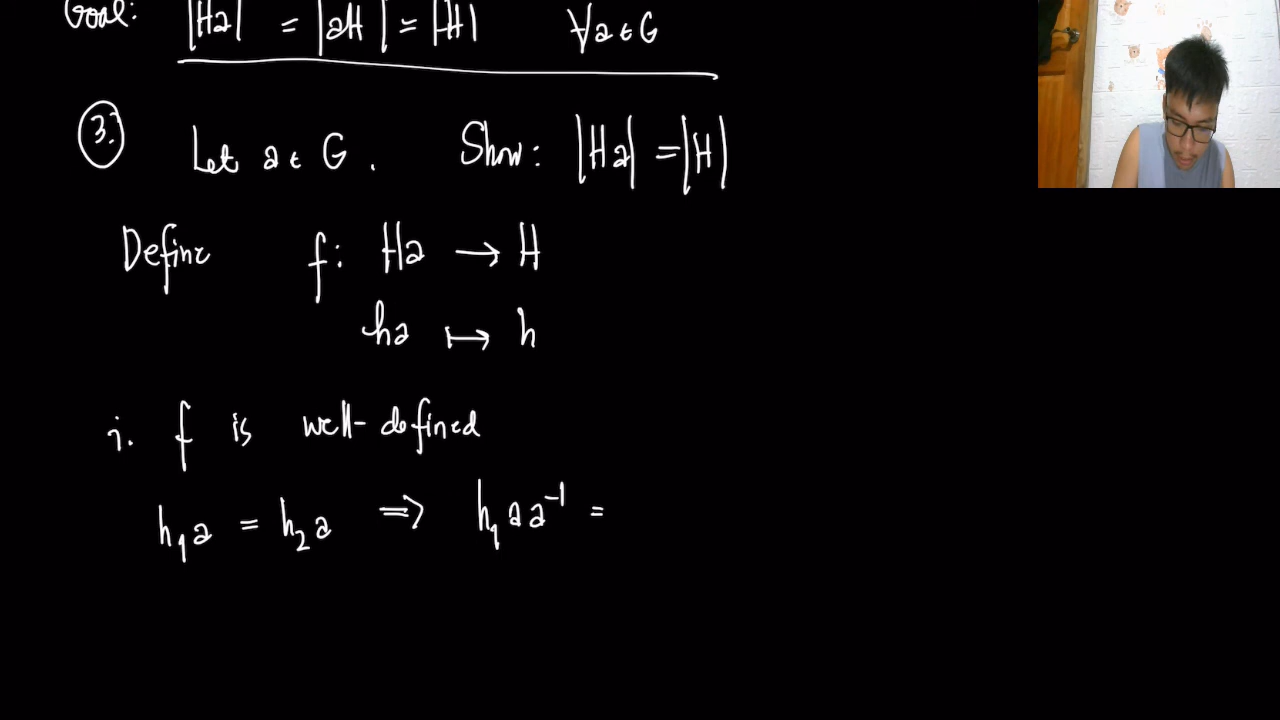 Goal: |Ha| = |aH| = |H| ∀a ∈ G
3. Let a ∈ G. Show: |Ha| = |H|
Define f: Ha → H
ha ↦ h
i. f is well-defined
h₁a = h₂a ⇒ h₁aa⁻¹ =